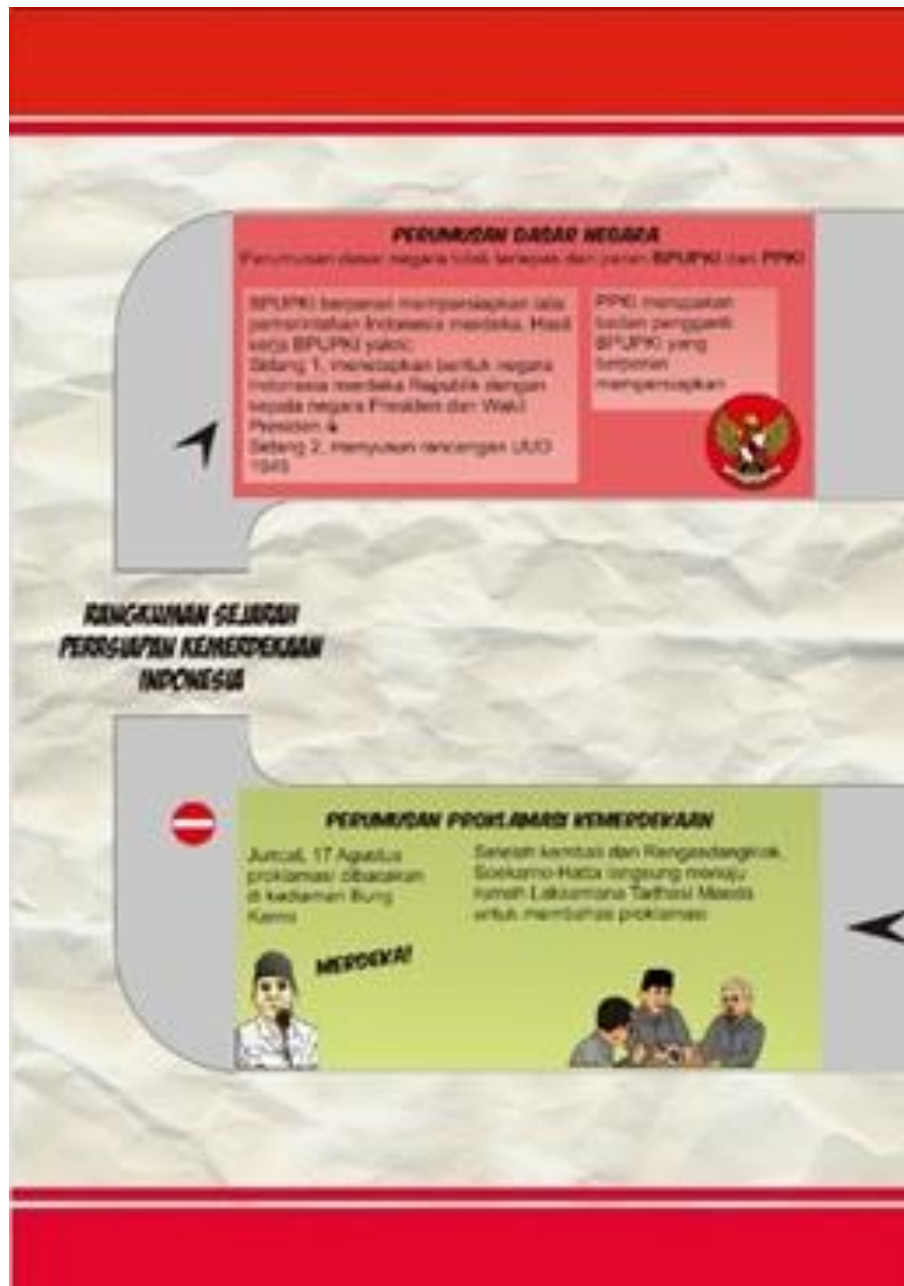 PERUMUSAN DASAR NEGARA
Perumusan dasar negara tidak terlepas dari peran BPUPKI dan PPKI
BPUPKI berperan mempersiapkan tata
pemerintahan Indonesia merdeka. Hasil
kerja BPUPKI yakni:
Sidang 1, menetapkan bentuk negara
Indonesia merdeka Republik dengan
kepala negara Presiden dan Wakil
Presiden &
Sidang 2, menyusun rancangan UUD
1945
PPKI merupakan
badan pengganti
BPUPKI yang
berperan
mempersiapkan
RANGKUMAN SEJARAH
PERRSIAPAN KEMERDEKAAN
INDONESIA
PERUMUSAN PROKLAMASI KEMERDEKAAN
Jumat, 17 Agustus
proklamasi dibacakan
di kediaman Bung
Karno
Setelah kembali dari Rengasdengklok,
Soekarno-Hatta langsung menuju
rumah Laksamana Tadhasi Maeda
untuk membahas proklamasi
MERDEKA!